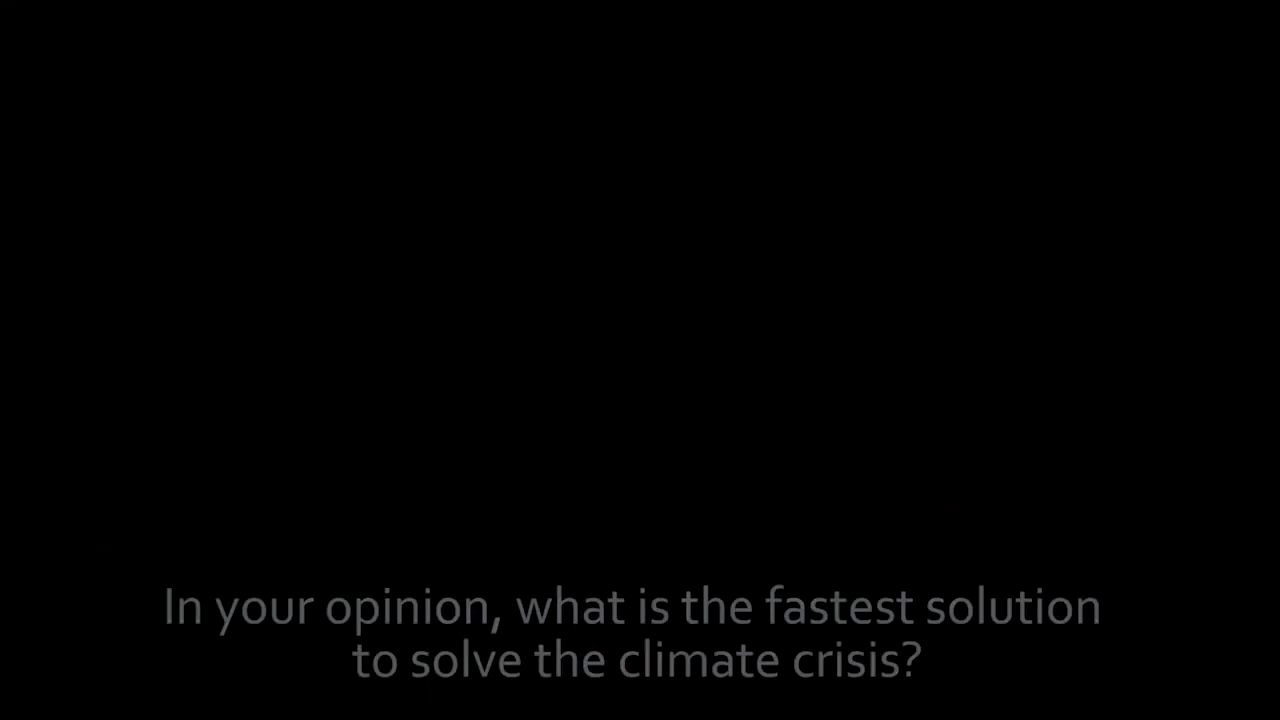 In your opinion, what is the fastest solution
to solve the climate crisis?